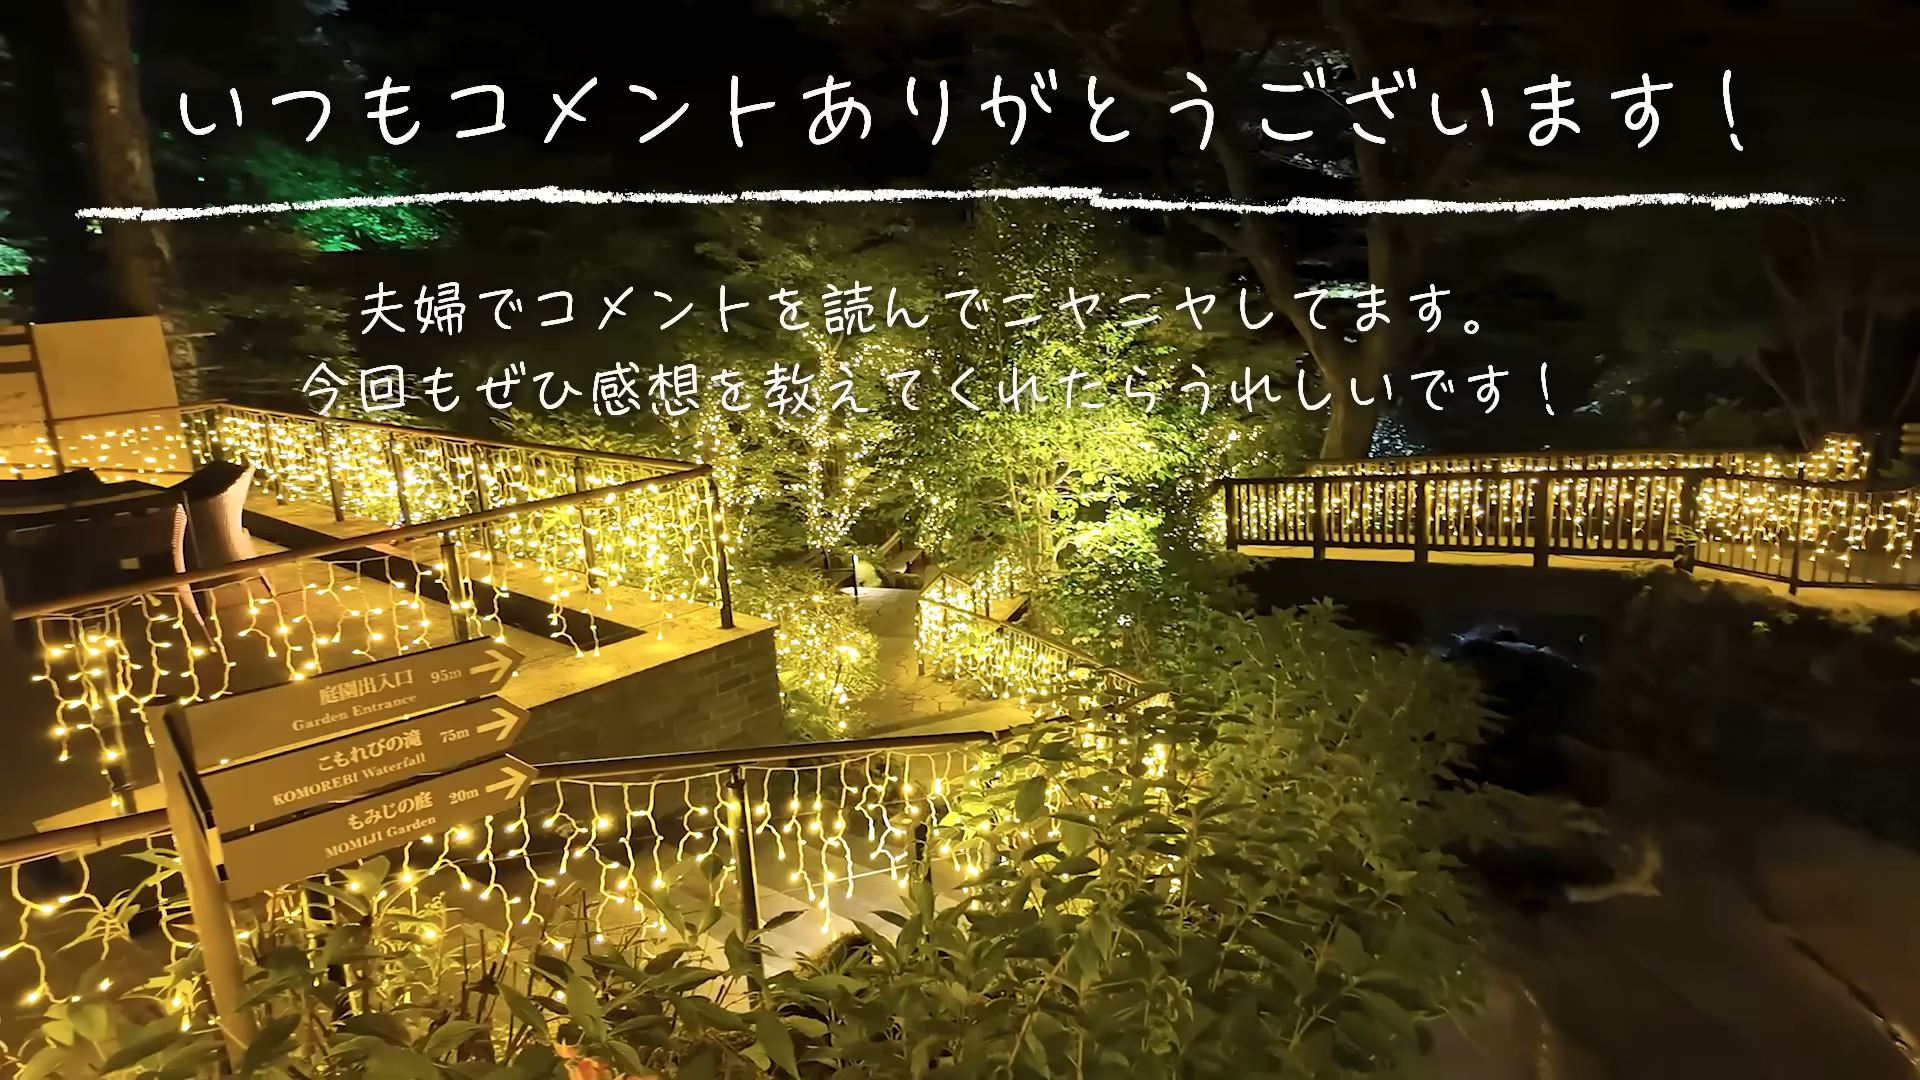 いつもコメントありがとうございます！
夫婦でコメントを読んでニヤニヤしてます。
今回もぜひ感想を教えてくれたらうれしいです！
庭園出入口 95m
Garden Entrance
こもれびの滝 75m
KOMOREBI Waterfall
もみじの庭 20m
MOMIJI Garden